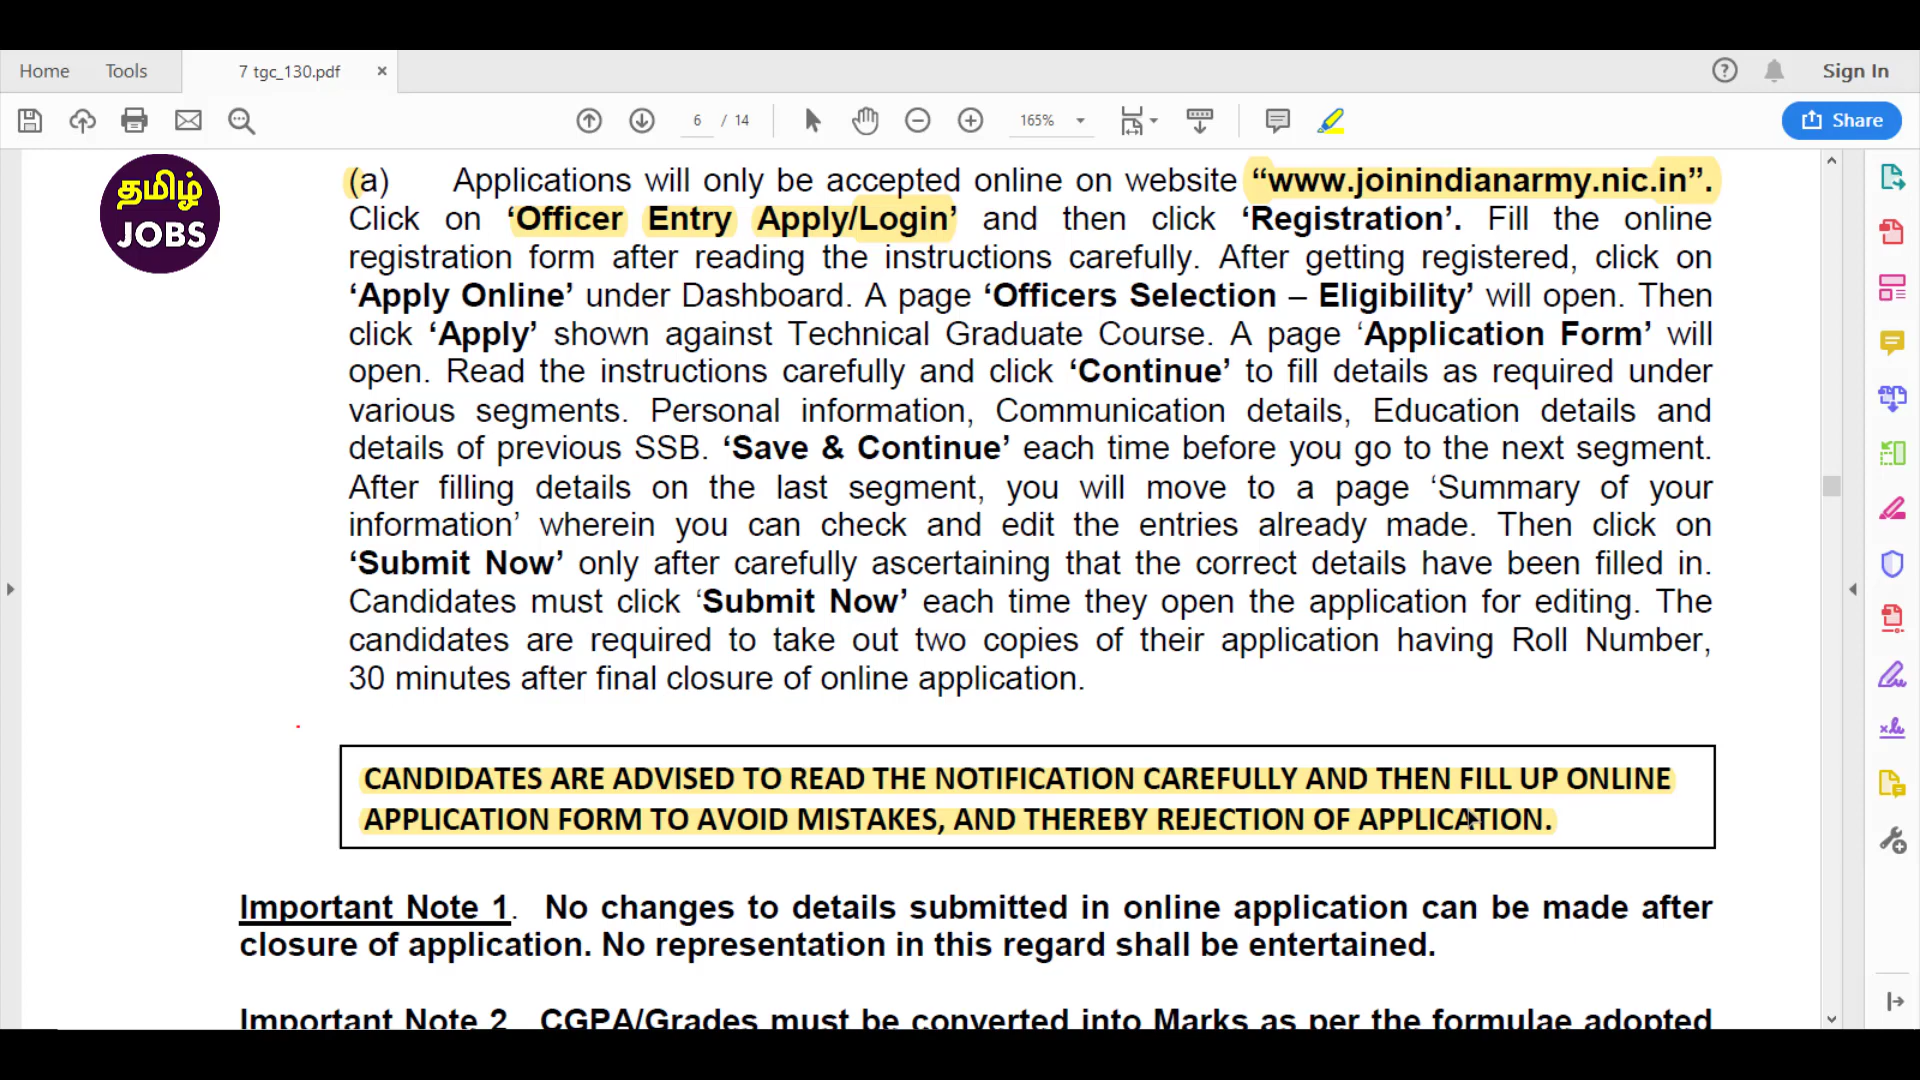 Home Tools 7 tgc_130.pdf × ? Sign In
6 / 14 165% Share
தமிழ்
JOBS
(a) Applications will only be accepted online on website “www.joinindianarmy.nic.in”.
Click on ‘Officer Entry Apply/Login’ and then click ‘Registration’. Fill the online
registration form after reading the instructions carefully. After getting registered, click on
‘Apply Online’ under Dashboard. A page ‘Officers Selection – Eligibility’ will open. Then
click ‘Apply’ shown against Technical Graduate Course. A page ‘Application Form’ will
open. Read the instructions carefully and click ‘Continue’ to fill details as required under
various segments. Personal information, Communication details, Education details and
details of previous SSB. ‘Save & Continue’ each time before you go to the next segment.
After filling details on the last segment, you will move to a page ‘Summary of your
information’ wherein you can check and edit the entries already made. Then click on
‘Submit Now’ only after carefully ascertaining that the correct details have been filled in.
Candidates must click ‘Submit Now’ each time they open the application for editing. The
candidates are required to take out two copies of their application having Roll Number,
30 minutes after final closure of online application.
CANDIDATES ARE ADVISED TO READ THE NOTIFICATION CAREFULLY AND THEN FILL UP ONLINE
APPLICATION FORM TO AVOID MISTAKES, AND THEREBY REJECTION OF APPLICATION.
Important Note 1. No changes to details submitted in online application can be made after
closure of application. No representation in this regard shall be entertained.
Important Note 2 CGPA/Grades must be converted into Marks as per the formulae adopted